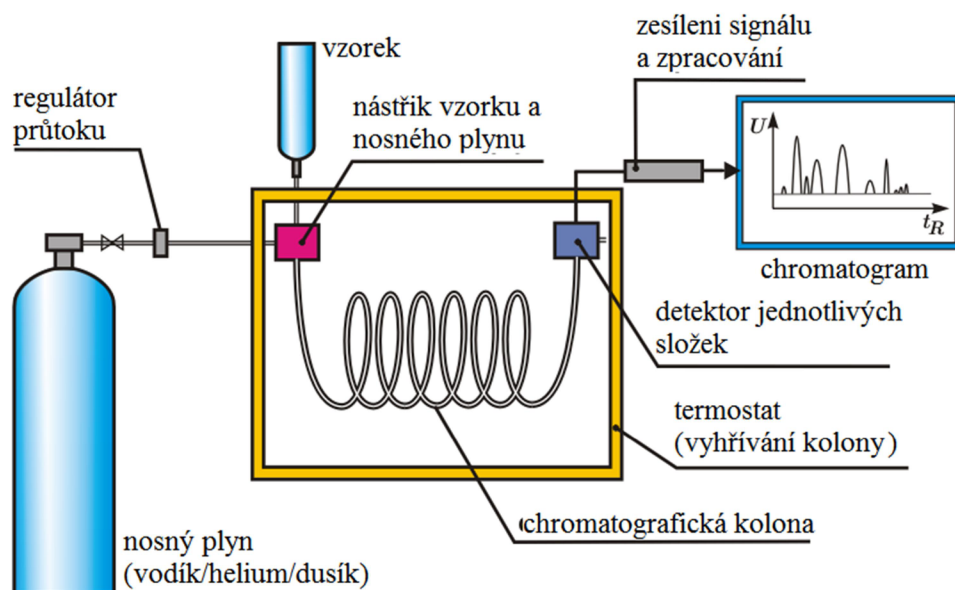 zesíleni signálu
a zpracování
vzorek
regulátor
průtoku
nástřik vzorku a
nosného plynu
U
t_R
chromatogram
detektor jednotlivých
složek
termostat
(vyhřívání kolony)
chromatografická kolona
nosný plyn
(vodík/helium/dusík)